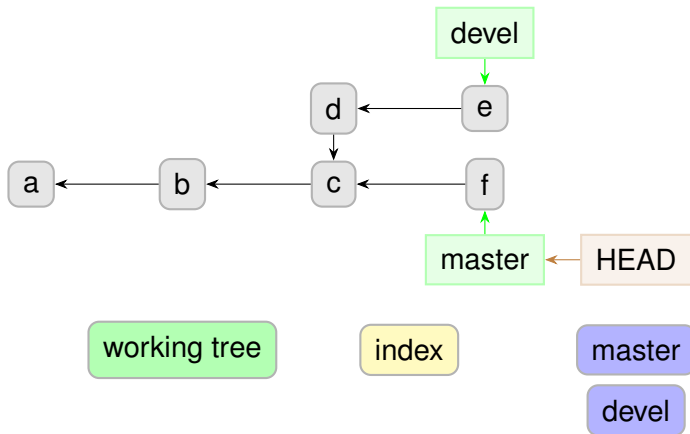 devel
d
e
a
b
c
f
master
HEAD
working tree
index
master
devel